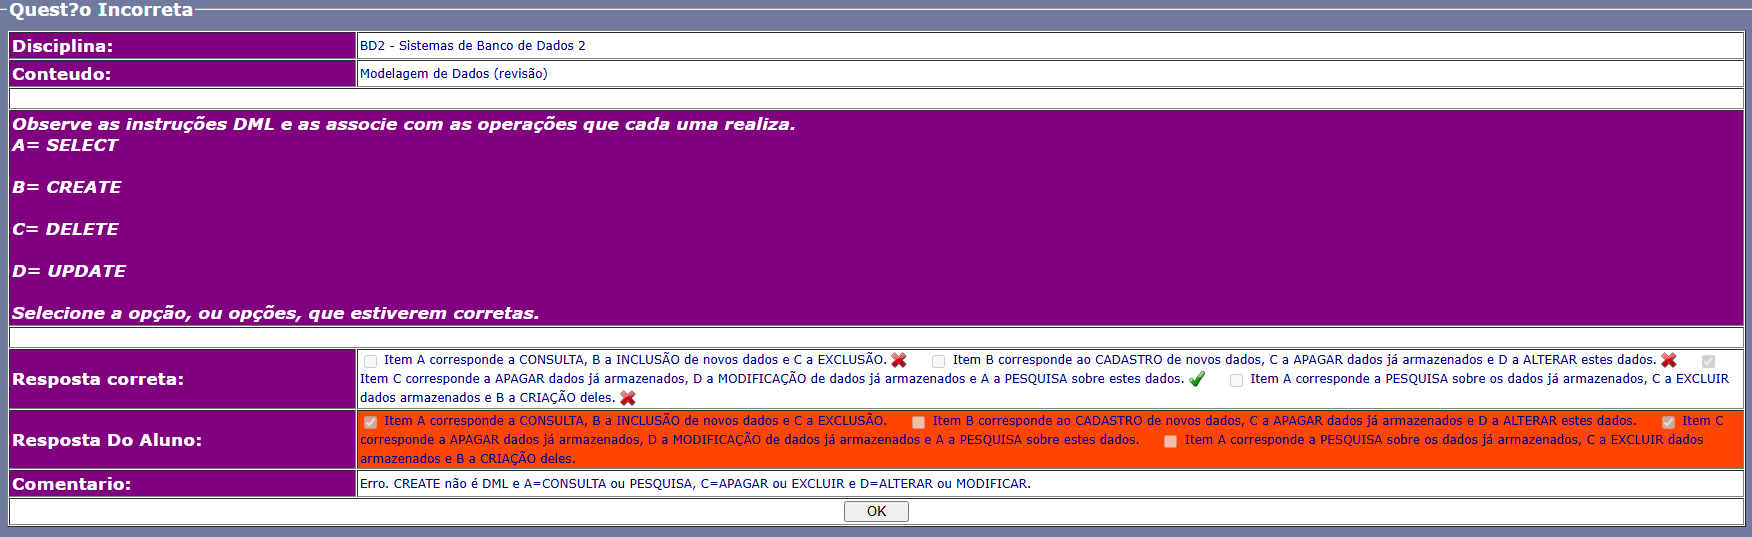 Quest?o Incorreta
Disciplina:
BD2 - Sistemas de Banco de Dados 2
Conteudo:
Modelagem de Dados (revisão)
Observe as instruções DML e as associe com as operações que cada uma realiza.
A= SELECT
B= CREATE
C= DELETE
D= UPDATE
Selecione a opção, ou opções, que estiverem corretas.
Resposta correta:
Item A corresponde a CONSULTA, B a INCLUSÃO de novos dados e C a EXCLUSÃO. Item B corresponde ao CADASTRO de novos dados, C a APAGAR dados já armazenados e D a ALTERAR estes dados.
Item C corresponde a APAGAR dados já armazenados, D a MODIFICAÇÃO de dados já armazenados e A a PESQUISA sobre estes dados. Item A corresponde a PESQUISA sobre os dados já armazenados, C a EXCLUIR
dados armazenados e B a CRIAÇÃO deles.
Resposta Do Aluno:
Item A corresponde a CONSULTA, B a INCLUSÃO de novos dados e C a EXCLUSÃO. Item B corresponde ao CADASTRO de novos dados, C a APAGAR dados já armazenados e D a ALTERAR estes dados. Item C
corresponde a APAGAR dados já armazenados, D a MODIFICAÇÃO de dados já armazenados e A a PESQUISA sobre estes dados. Item A corresponde a PESQUISA sobre os dados já armazenados, C a EXCLUIR dados
armazenados e B a CRIAÇÃO deles.
Comentario:
Erro. CREATE não é DML e A=CONSULTA ou PESQUISA, C=APAGAR ou EXCLUIR e D=ALTERAR ou MODIFICAR.
OK